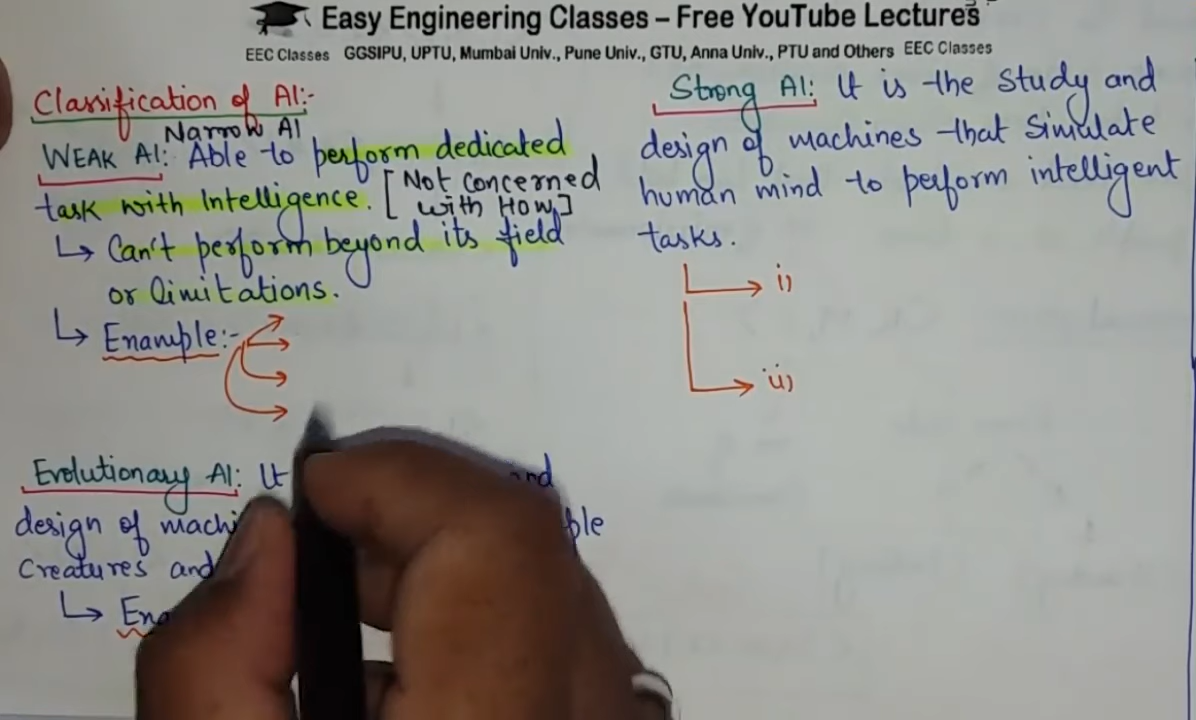 Easy Engineering Classes – Free YouTube Lectures
EEC Classes GGSIPU, UPTU, Mumbai Univ., Pune Univ., GTU, Anna Univ., PTU and Others EEC Classes
Classification of AI:-
Narrow AI
WEAK AI: Able to perform dedicated
task with Intelligence. [Not Concerned
with How]
↳ Can't perform beyond its field
or limitations.
↳ Example:-
Evolutionary AI: It
design of machi
Creatures and
Strong AI: It is the study and
design of machines that simulate
human mind to perform intelligent
tasks.
i)
ii)